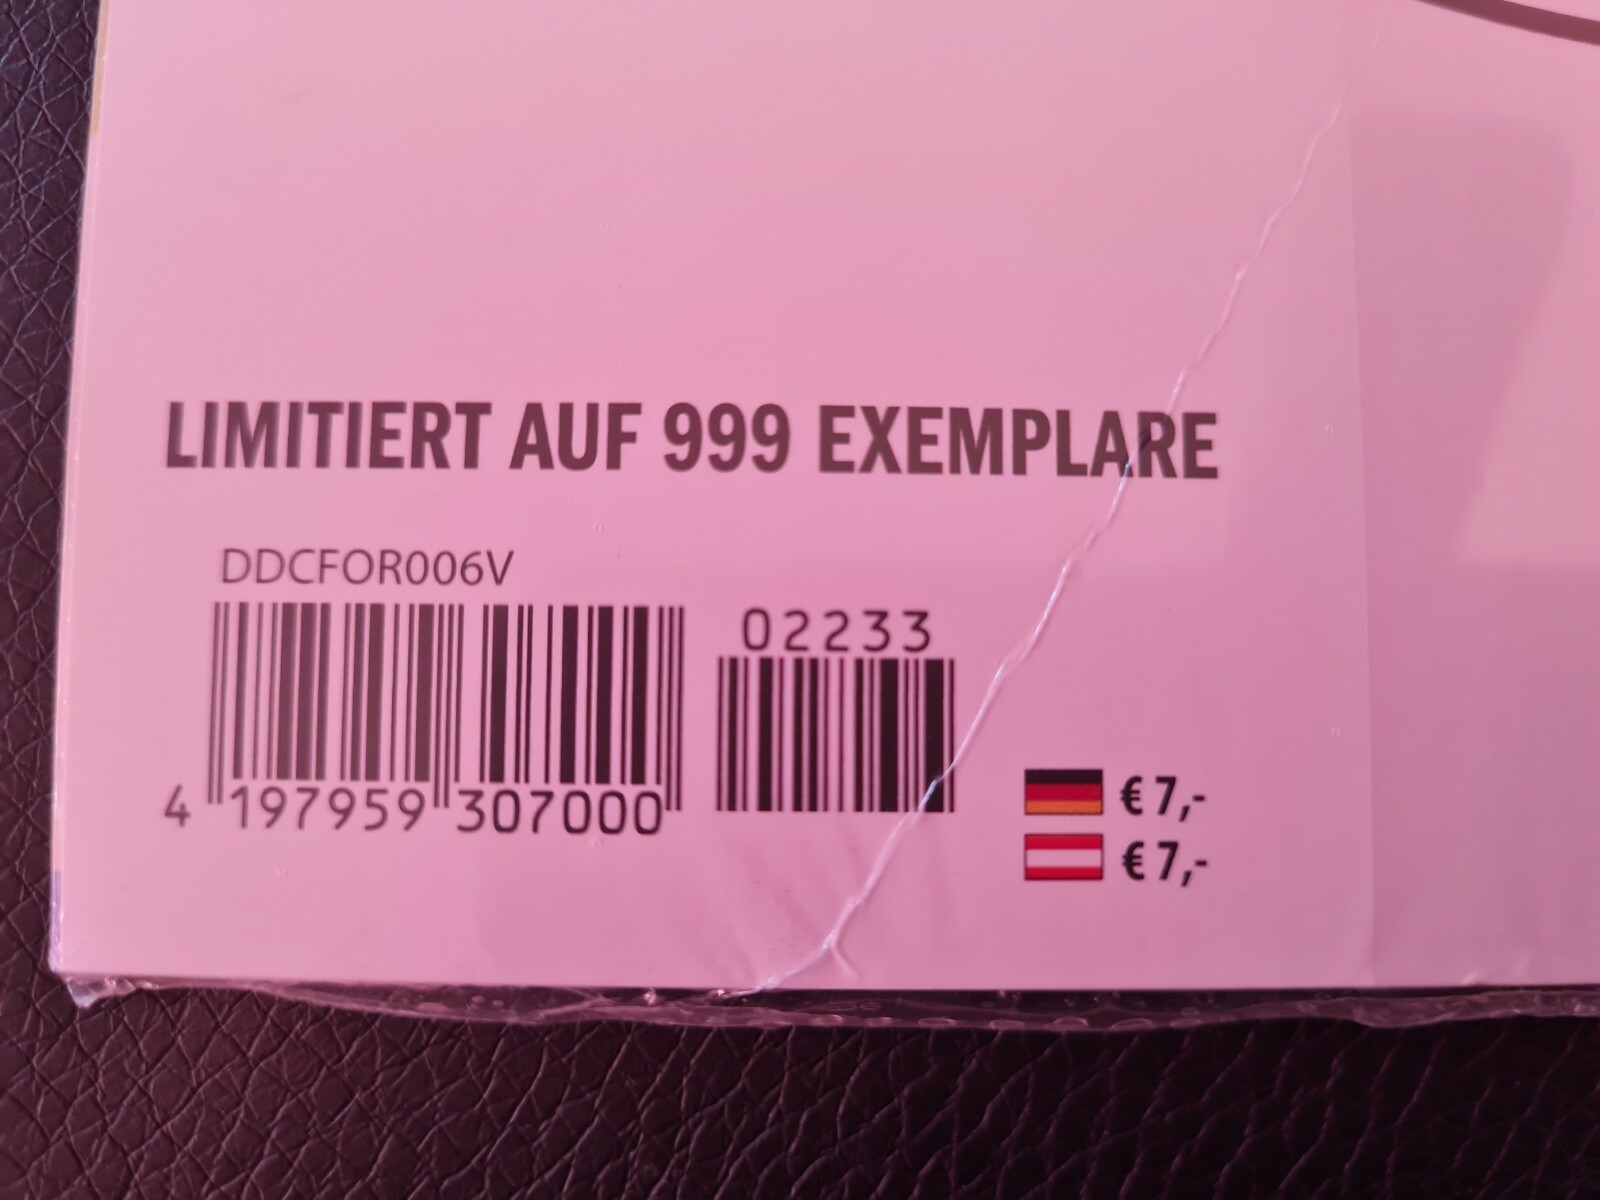 LIMITIERT AUF 999 EXEMPLARE
DDCFOR006V
02233
4 197959 307000
€ 7,-
€ 7,-